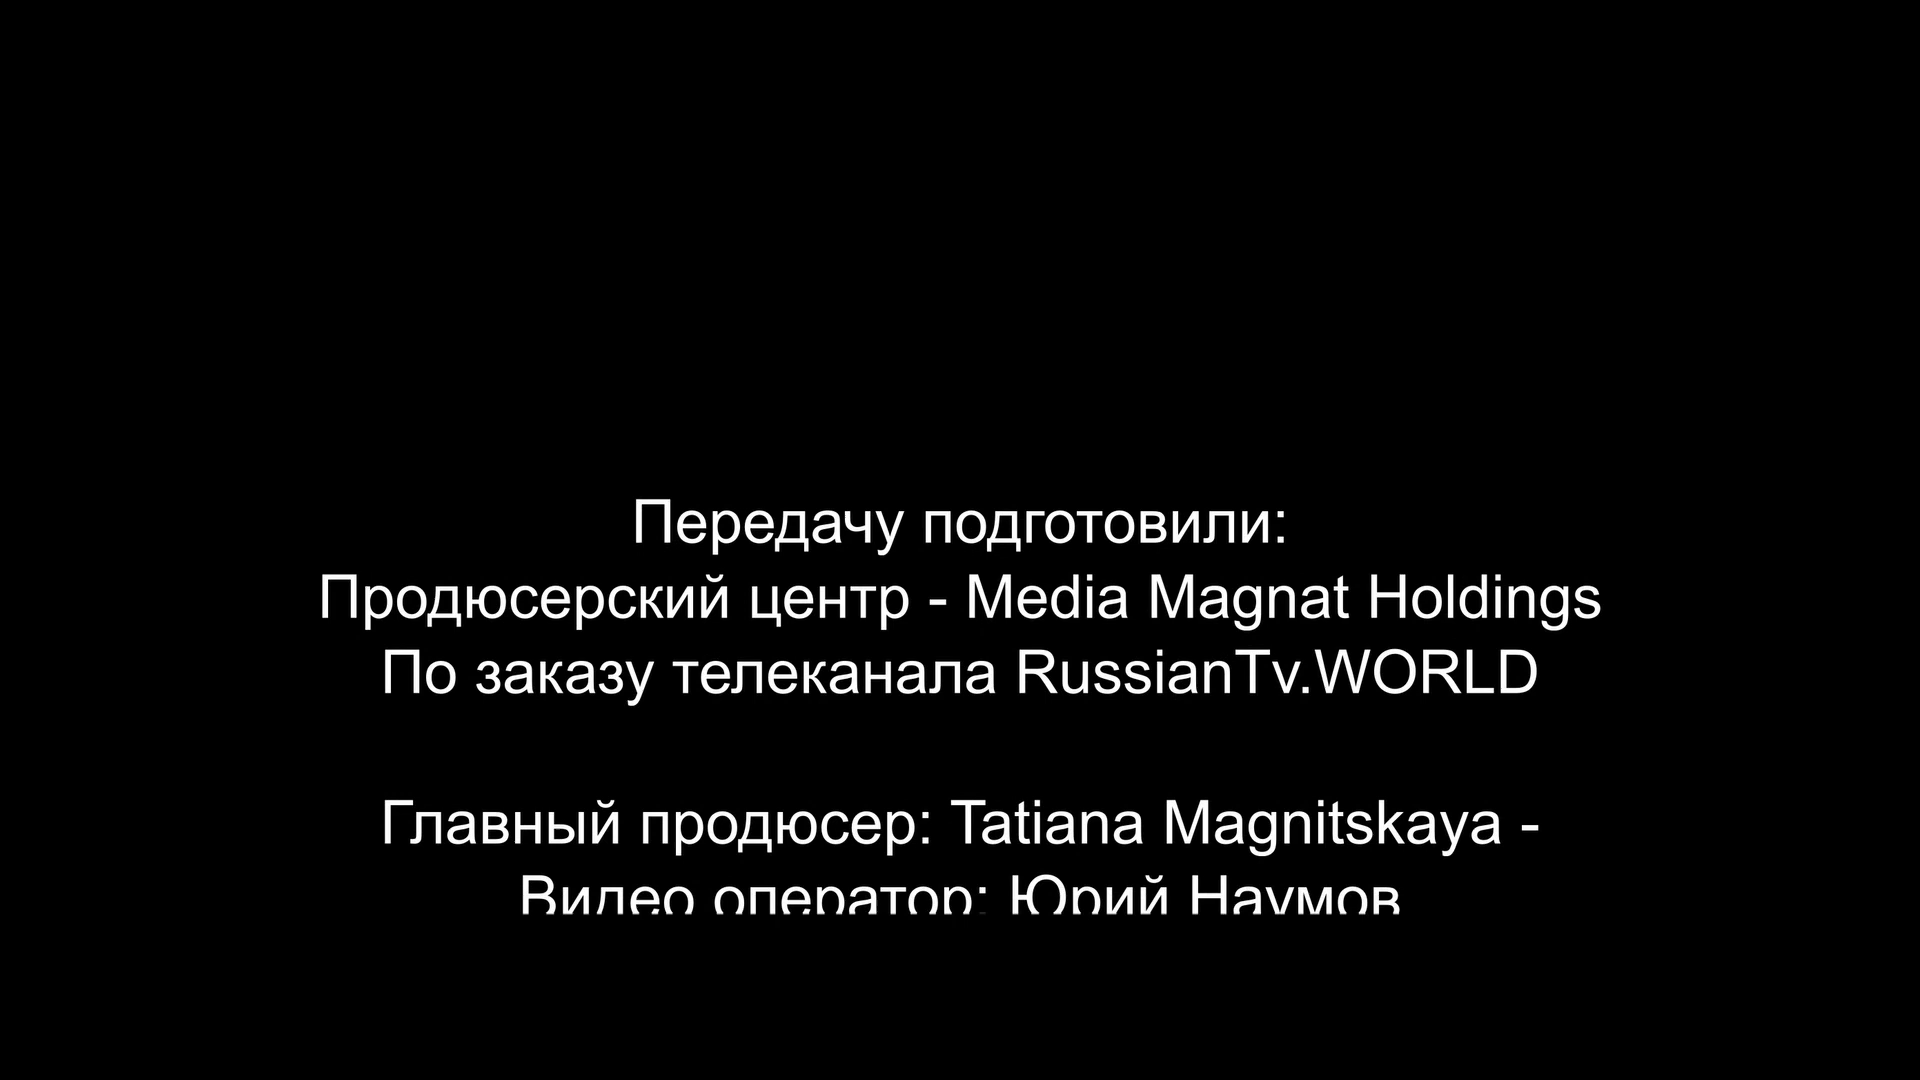 Передачу подготовили:
Продюсерский центр - Media Magnat Holdings
По заказу телеканала RussianTv.WORLD
Главный продюсер: Tatiana Magnitskaya -
Видео оператор: Юрий Наумов